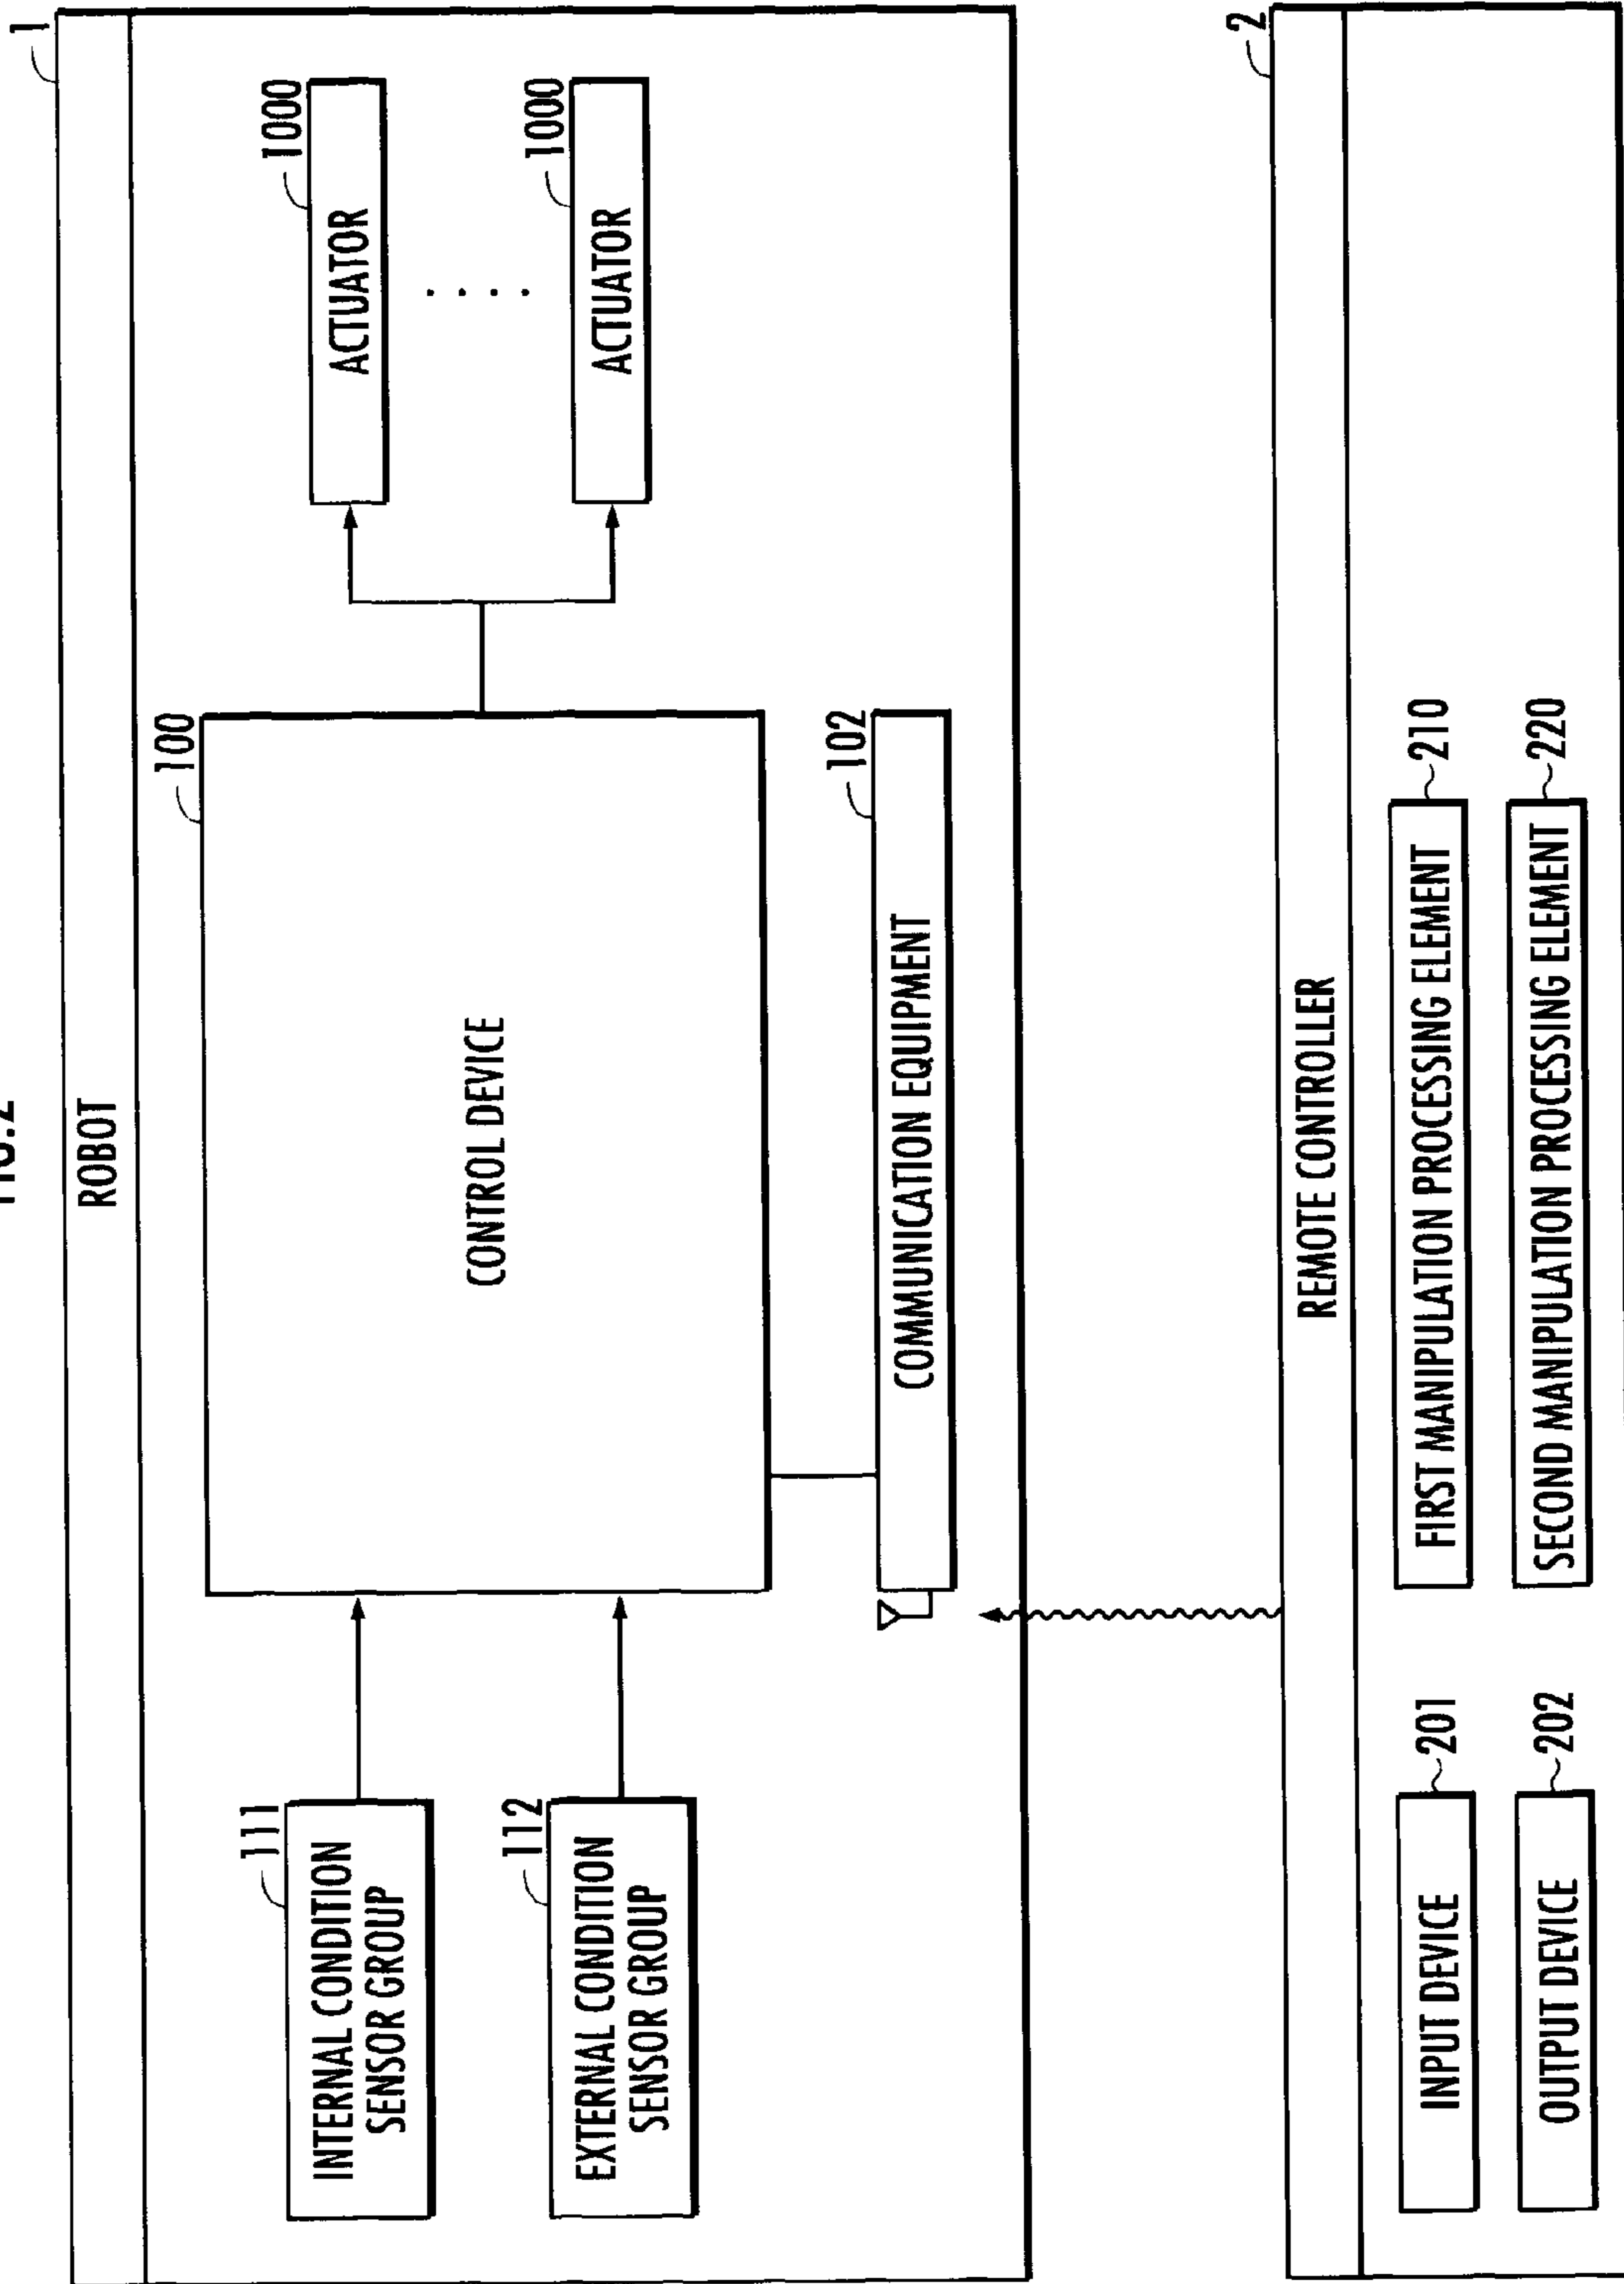 FIG.2
1
ROBOT
111
INTERNAL CONDITION
SENSOR GROUP
112
EXTERNAL CONDITION
SENSOR GROUP
100
CONTROL DEVICE
1000
ACTUATOR
. . . .
1000
ACTUATOR
102
COMMUNICATION EQUIPMENT
2
REMOTE CONTROLLER
INPUT DEVICE
201
FIRST MANIPULATION PROCESSING ELEMENT
210
OUTPUT DEVICE
202
SECOND MANIPULATION PROCESSING ELEMENT
220